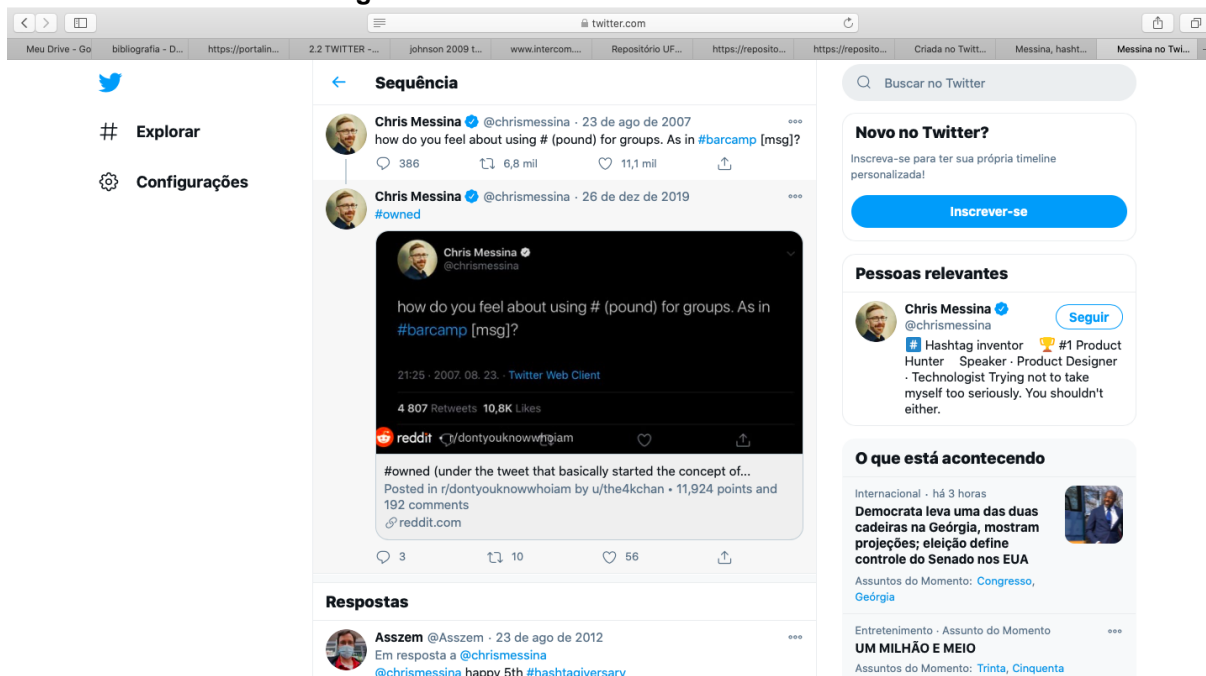 twitter.com
Meu Drive - Go
bibliografia - D...
https://portalin...
2.2 TWITTER -...
johnson 2009 t...
www.intercom....
Repositório UF...
https://reposito...
https://reposito...
Criada no Twitt...
Messina, hasht...
Messina no Twi...
Explorar
Configurações
Sequência
Chris Messina @chrismessina · 23 de ago de 2007
how do you feel about using # (pound) for groups. As in #barcamp [msg]?
386 6,8 mil 11,1 mil
Chris Messina @chrismessina · 26 de dez de 2019
#owned
Chris Messina
@chrismessina
how do you feel about using # (pound) for groups. As in
#barcamp [msg]?
21:25 · 2007. 08. 23. · Twitter Web Client
4 807 Retweets 10,8K Likes
reddit • r/dontyouknowwhoiam
#owned (under the tweet that basically started the concept of...
Posted in r/dontyouknowwhoiam by u/the4kchan • 11,924 points and
192 comments
reddit.com
3 10 56
Respostas
Asszem @Asszem · 23 de ago de 2012
Em resposta a @chrismessina
@chrismessina happy 5th #hashtagiversary
Buscar no Twitter
Novo no Twitter?
Inscreva-se para ter sua própria timeline
personalizada!
Inscrever-se
Pessoas relevantes
Chris Messina
@chrismessina
Seguir
# Hashtag inventor 🏆 #1 Product
Hunter Speaker · Product Designer
· Technologist Trying not to take
myself too seriously. You shouldn't
either.
O que está acontecendo
Internacional · há 3 horas
Democrata leva uma das duas
cadeiras na Geórgia, mostram
projeções; eleição define
controle do Senado nos EUA
Assuntos do Momento: Congresso,
Geórgia
Entretenimento · Assunto do Momento
UM MILHÃO E MEIO
Assuntos do Momento: Trinta, Cinquenta